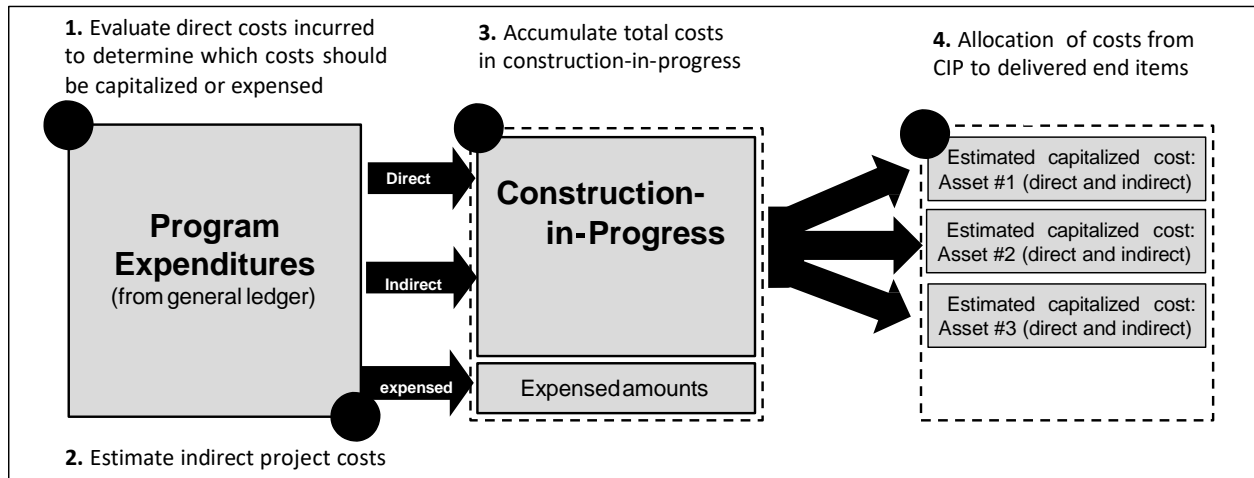 1. Evaluate direct costs incurred
to determine which costs should
be capitalized or expensed
3. Accumulate total costs
in construction-in-progress
4. Allocation of costs from
CIP to delivered end items
Program
Expenditures
(from general ledger)
Direct
Indirect
expensed
Construction-
in-Progress
Expensed amounts
Estimated capitalized cost:
Asset #1 (direct and indirect)
Estimated capitalized cost:
Asset #2 (direct and indirect)
Estimated capitalized cost:
Asset #3 (direct and indirect)
2. Estimate indirect project costs